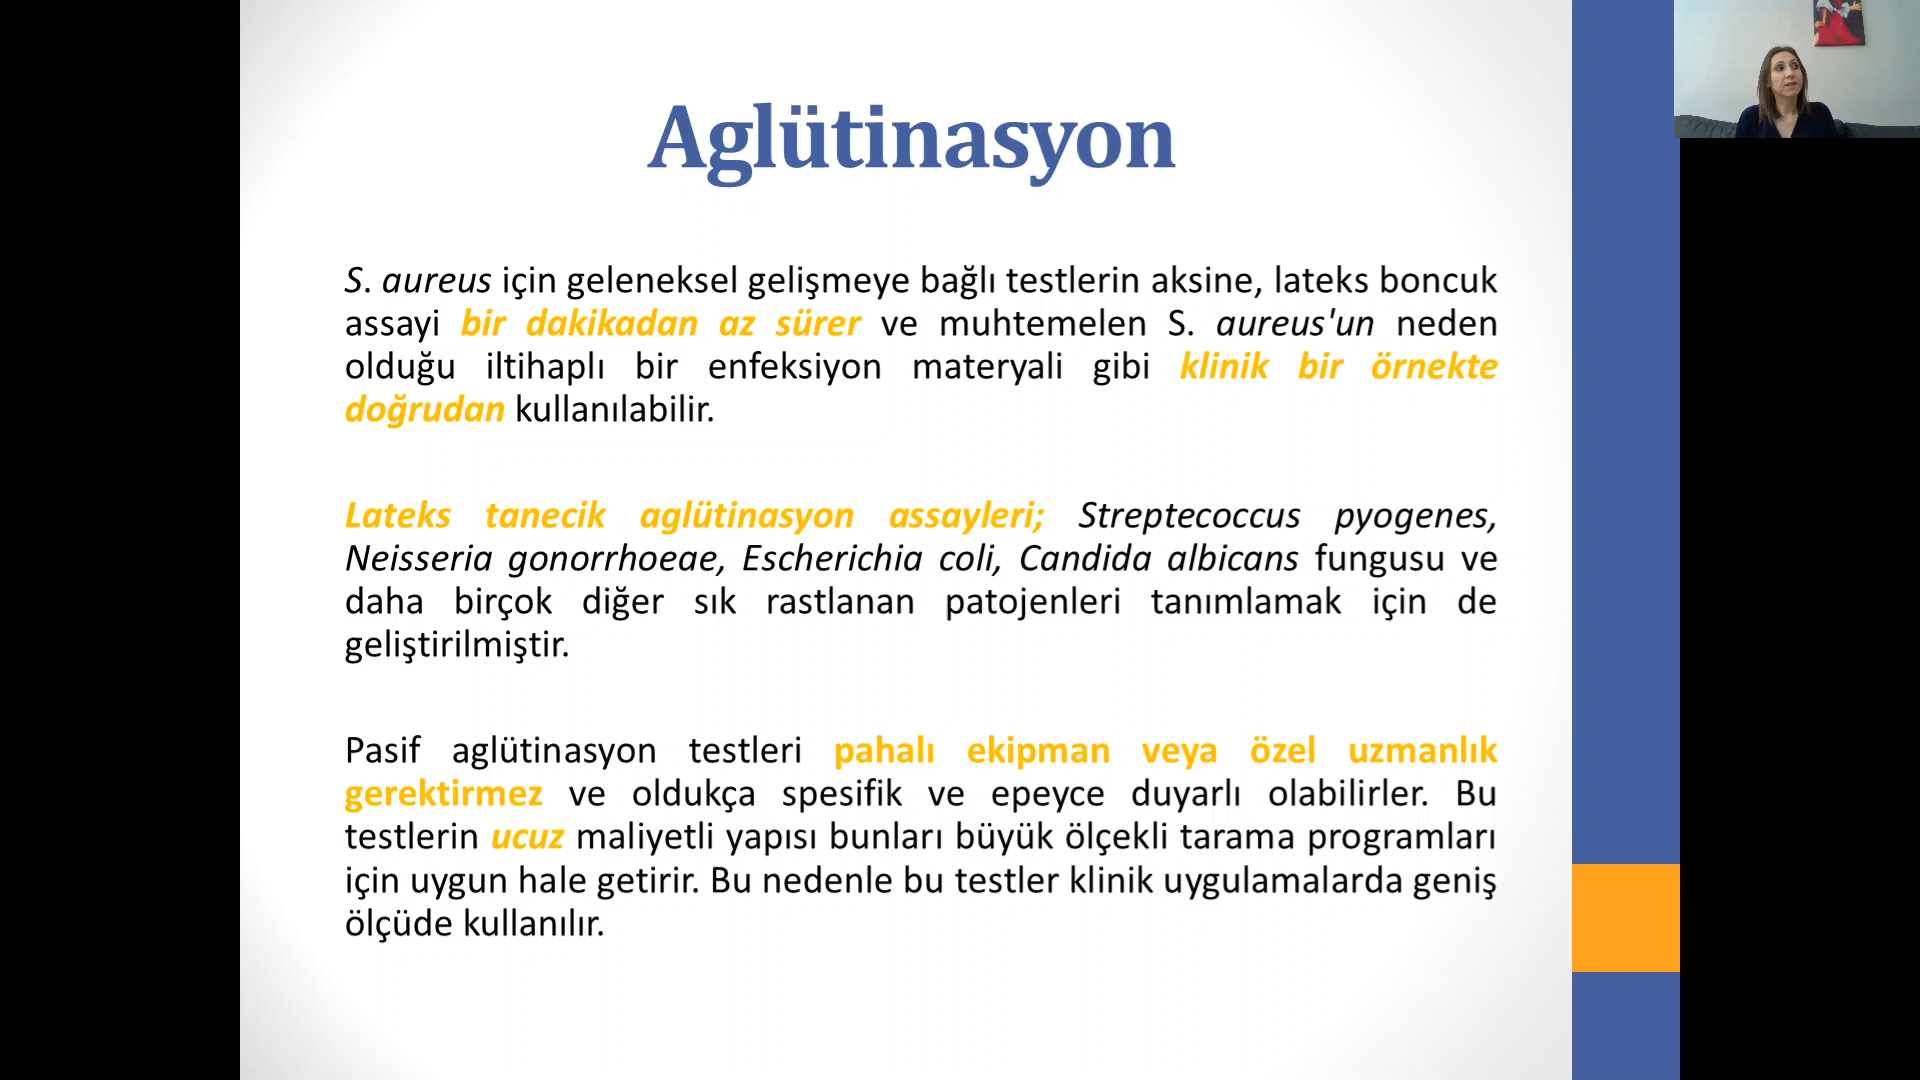 Aglütinasyon
S. aureus için geleneksel gelişmeye bağlı testlerin aksine, lateks boncuk
assayi bir dakikadan az sürer ve muhtemelen S. aureus'un neden
olduğu iltihaplı bir enfeksiyon materyali gibi klinik bir örnekte
doğrudan kullanılabilir.
Lateks tanecik aglütinasyon assayleri; Streptecoccus pyogenes,
Neisseria gonorrhoeae, Escherichia coli, Candida albicans fungusu ve
daha birçok diğer sık rastlanan patojenleri tanımlamak için de
geliştirilmiştir.
Pasif aglütinasyon testleri pahalı ekipman veya özel uzmanlık
gerektirmez ve oldukça spesifik ve epeyce duyarlı olabilirler. Bu
testlerin ucuz maliyetli yapısı bunları büyük ölçekli tarama programları
için uygun hale getirir. Bu nedenle bu testler klinik uygulamalarda geniş
ölçüde kullanılır.